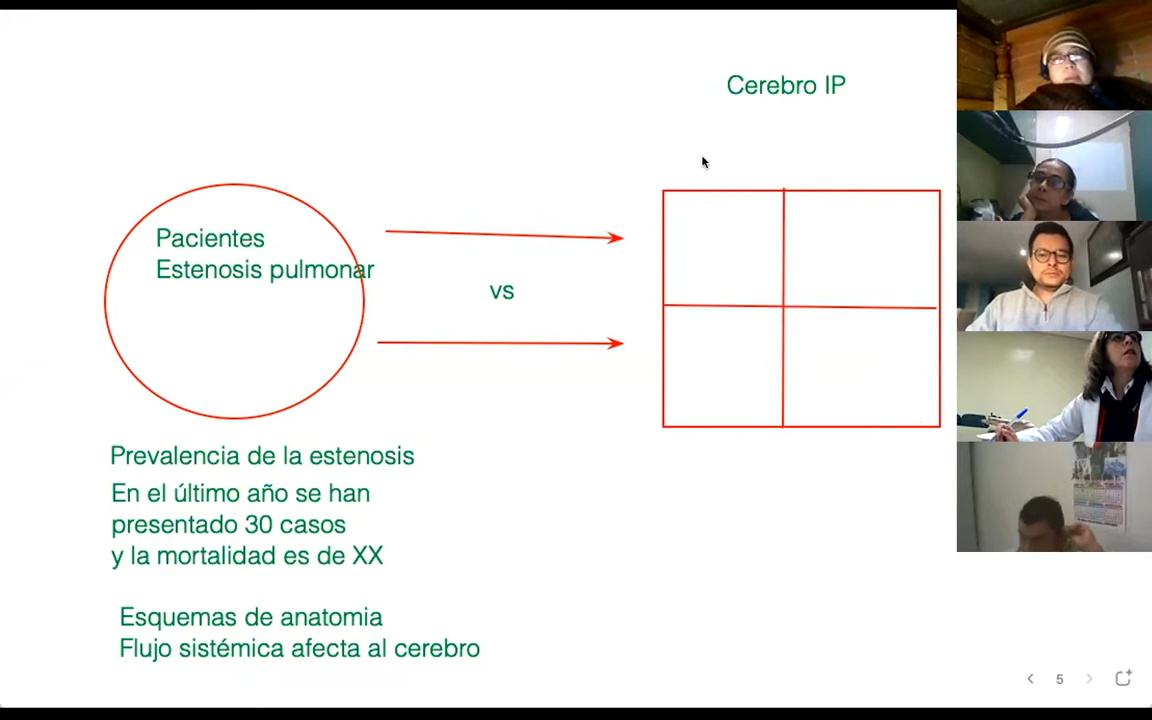 Cerebro IP
Pacientes
Estenosis pulmonar
vs
Prevalencia de la estenosis
En el último año se han
presentado 30 casos
y la mortalidad es de XX
Esquemas de anatomia
Flujo sistémica afecta al cerebro
5